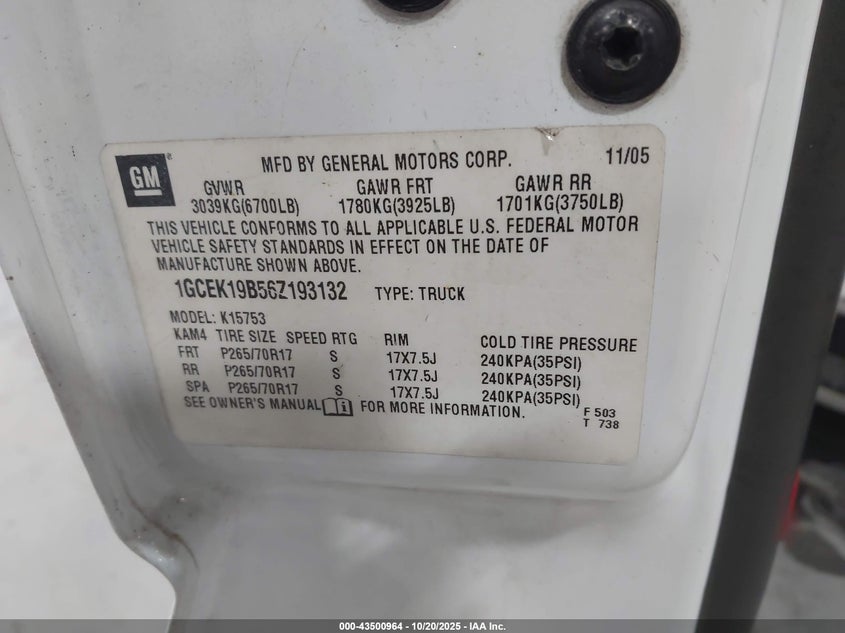 GM
MFD BY GENERAL MOTORS CORP. 11/05
GVWR GAWR FRT GAWR RR
3039KG(6700LB) 1780KG(3925LB) 1701KG(3750LB)
THIS VEHICLE CONFORMS TO ALL APPLICABLE U.S. FEDERAL MOTOR
VEHICLE SAFETY STANDARDS IN EFFECT ON THE DATE OF
MANUFACTURE SHOWN ABOVE.
1GCEK19B56Z193132 TYPE: TRUCK
MODEL: K15753
KAM4 TIRE SIZE SPEED RTG RIM COLD TIRE PRESSURE
FRT P265/70R17 S 17X7.5J 240KPA(35PSI)
RR P265/70R17 S 17X7.5J 240KPA(35PSI)
SPA P265/70R17 S 17X7.5J 240KPA(35PSI)
SEE OWNER'S MANUAL FOR MORE INFORMATION. F 503
T 738
000-43500964 - 10/20/2025 - IAA Inc.